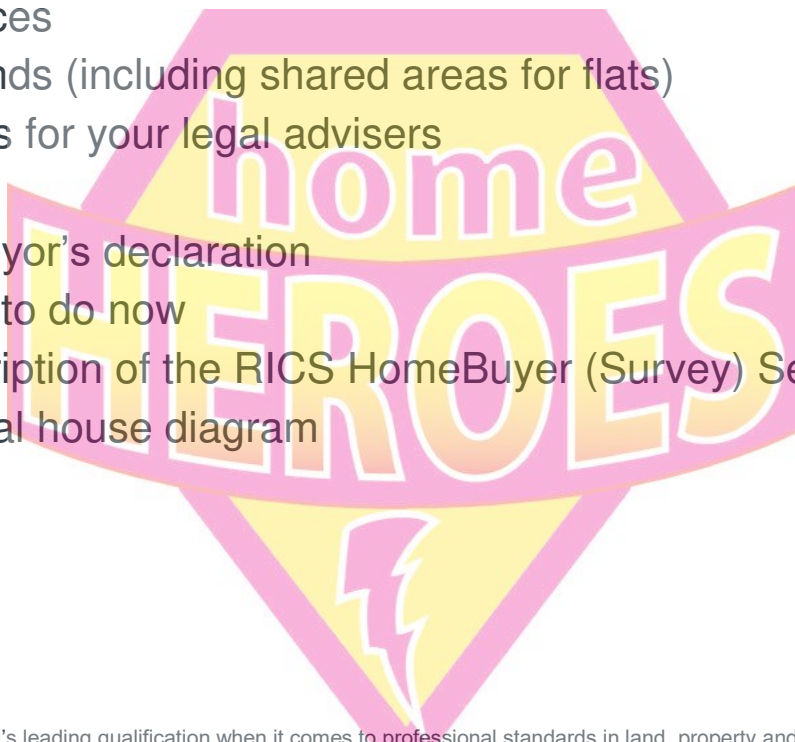 ces
nds (including shared areas for flats)
s for your legal advisers
home
yor's declaration
HEROES
to do now
iption of the RICS HomeBuyer (Survey) Se
al house diagram
's leading qualification when it comes to professional standards in land, property and